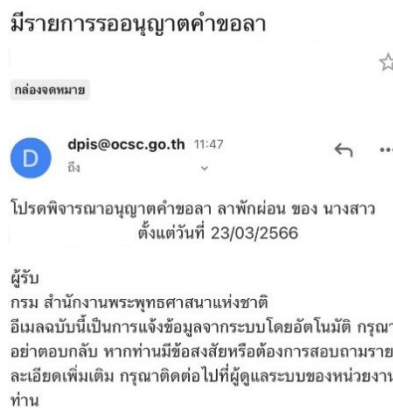 มีรายการรออนุญาตคำขอลา
กล่องจดหมาย
D
dpis@ocsc.go.th 11:47
ถึง
โปรดพิจารณาอนุญาตคำขอลา ลาพักผ่อน ของ นางสาว
ตั้งแต่วันที่ 23/03/2566
ผู้รับ
กรม สำนักงานพระพุทธศาสนาแห่งชาติ
อีเมลฉบับนี้เป็นการแจ้งข้อมูลจากระบบโดยอัตโนมัติ กรุณา
อย่าตอบกลับ หากท่านมีข้อสงสัยหรือต้องการสอบถามราย
ละเอียดเพิ่มเติม กรุณาติดต่อไปที่ผู้ดูแลระบบของหน่วยงาน
ท่าน